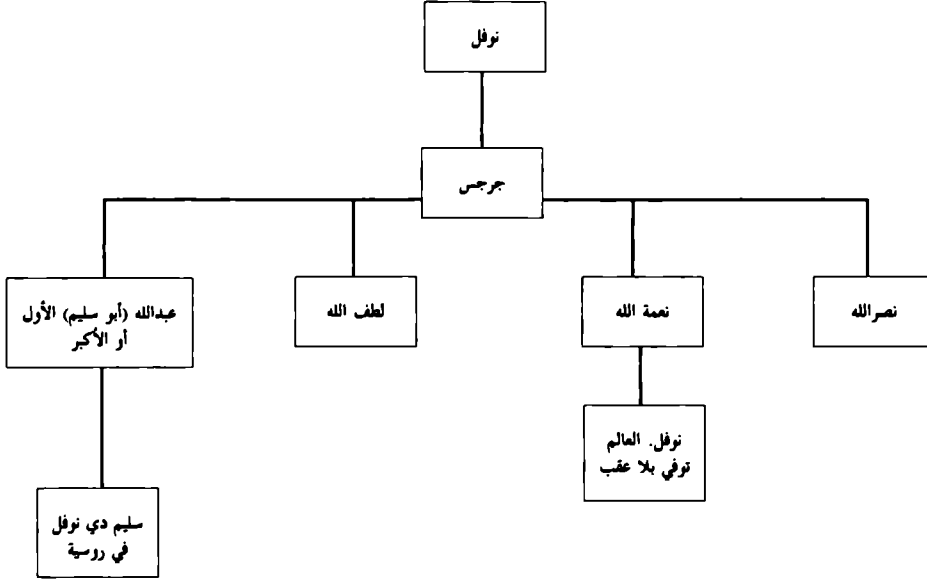 نوفل
جرجس
نصرالله
نعمة الله
لطف الله
عبدالله (أبو سليم) الأول
أو الأكبر
نوفل. العالم
توفي بلا عقب
سليم دي نوفل
في روسية